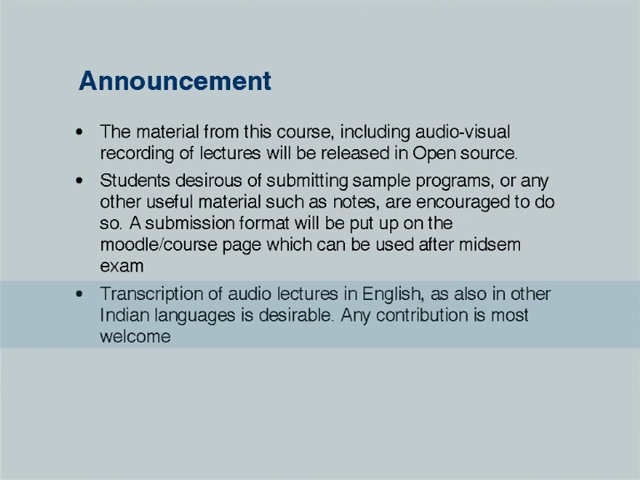 Announcement
• The material from this course, including audio-visual
recording of lectures will be released in Open source.
• Students desirous of submitting sample programs, or any
other useful material such as notes, are encouraged to do
so. A submission format will be put up on the
moodle/course page which can be used after midsem
exam
• Transcription of audio lectures in English, as also in other
Indian languages is desirable. Any contribution is most
welcome